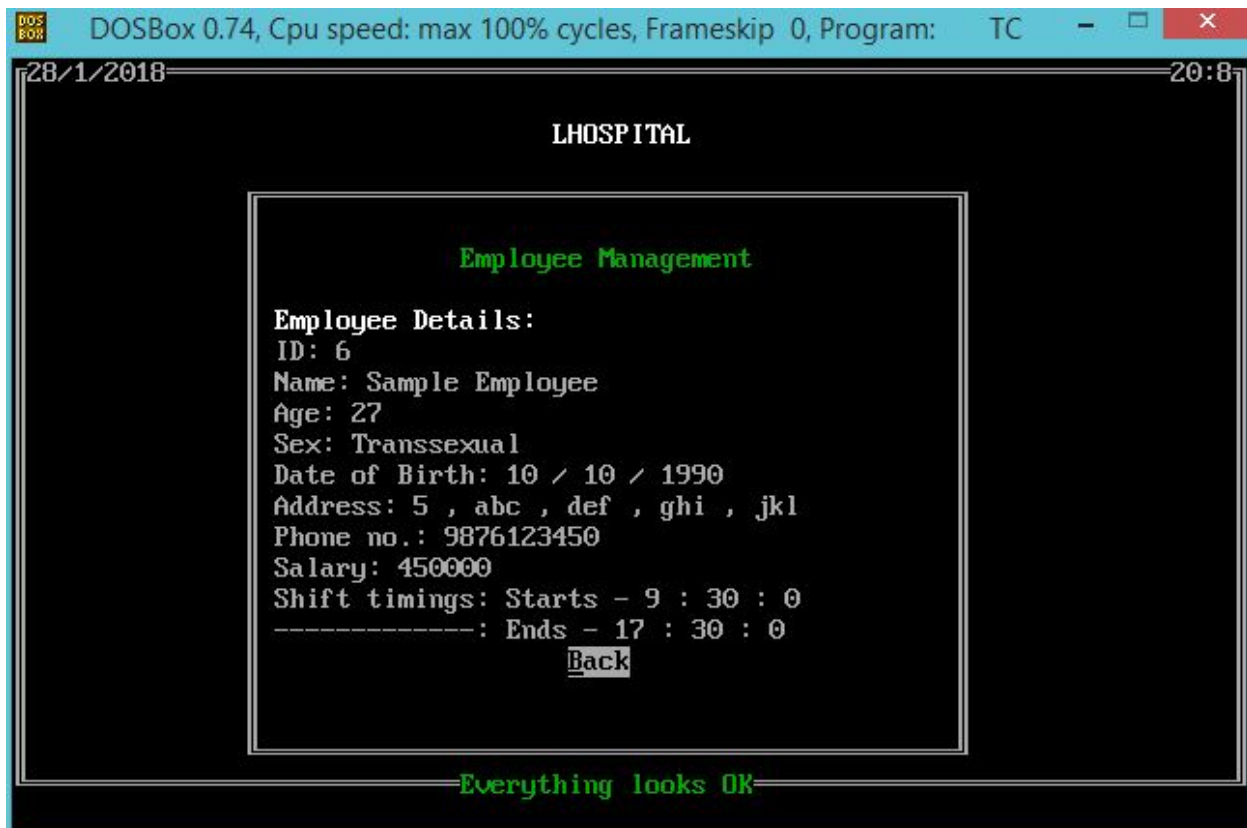 DOS
BOX
DOSBox 0.74, Cpu speed: max 100% cycles, Frameskip 0, Program: TC
28/1/2018 20:8
LHOSPITAL
Employee Management
Employee Details:
ID: 6
Name: Sample Employee
Age: 27
Sex: Transsexual
Date of Birth: 10 / 10 / 1990
Address: 5 , abc , def , ghi , jkl
Phone no.: 9876123450
Salary: 450000
Shift timings: Starts - 9 : 30 : 0
-------------: Ends - 17 : 30 : 0
Back
Everything looks OK